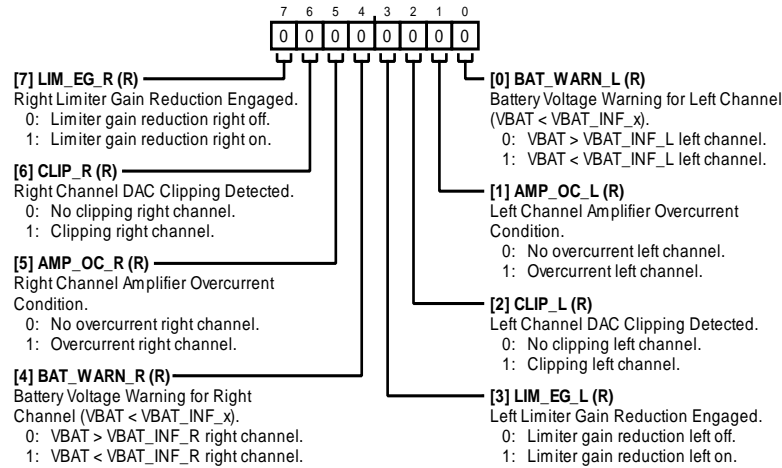 7 6 5 4 3 2 1 0
0 0 0 0 0 0 0 0
[7] LIM_EG_R (R)
Right Limiter Gain Reduction Engaged.
0: Limiter gain reduction right off.
1: Limiter gain reduction right on.
[6] CLIP_R (R)
Right Channel DAC Clipping Detected.
0: No clipping right channel.
1: Clipping right channel.
[5] AMP_OC_R (R)
Right Channel Amplifier Overcurrent
Condition.
0: No overcurrent right channel.
1: Overcurrent right channel.
[4] BAT_WARN_R (R)
Battery Voltage Warning for Right
Channel (VBAT < VBAT_INF_x).
0: VBAT > VBAT_INF_R right channel.
1: VBAT < VBAT_INF_R right channel.
[0] BAT_WARN_L (R)
Battery Voltage Warning for Left Channel
(VBAT < VBAT_INF_x).
0: VBAT > VBAT_INF_L left channel.
1: VBAT < VBAT_INF_L left channel.
[1] AMP_OC_L (R)
Left Channel Amplifier Overcurrent
Condition.
0: No overcurrent left channel.
1: Overcurrent left channel.
[2] CLIP_L (R)
Left Channel DAC Clipping Detected.
0: No clipping left channel.
1: Clipping left channel.
[3] LIM_EG_L (R)
Left Limiter Gain Reduction Engaged.
0: Limiter gain reduction left off.
1: Limiter gain reduction left on.